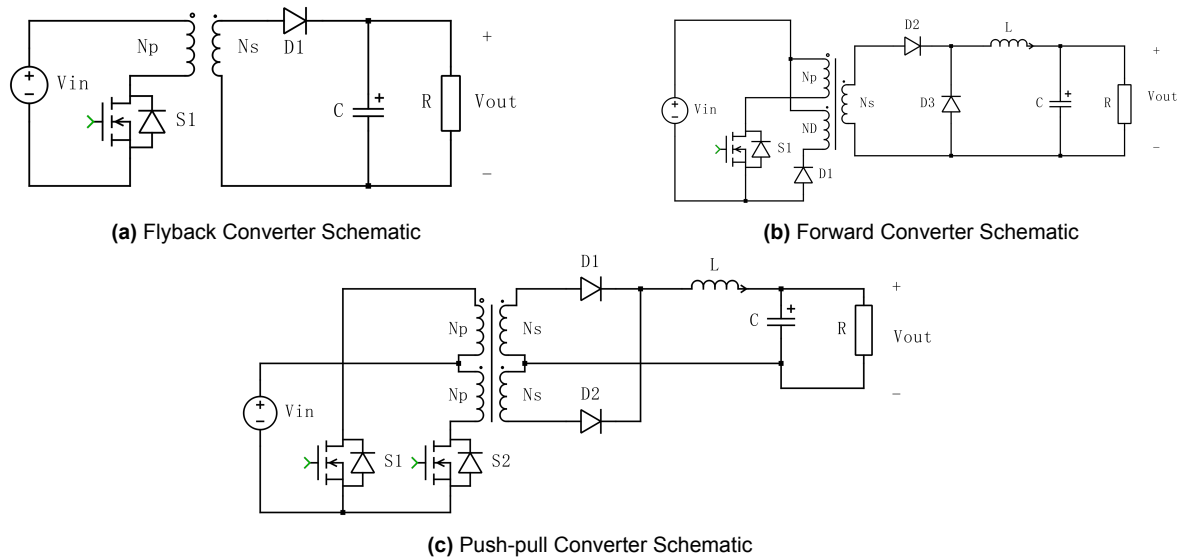 Np
Ns
D1
+
Vin
S1
C
+
R
Vout
+
−
−
(a) Flyback Converter Schematic
D2
L
+
Np
Ns
D3
C
+
R
Vout
Vin
+
−
ND
S1
D1
−
(b) Forward Converter Schematic
D1
L
+
Np
Ns
C
+
R
Vout
Np
Ns
D2
−
+
−
Vin
S1
S2
(c) Push-pull Converter Schematic